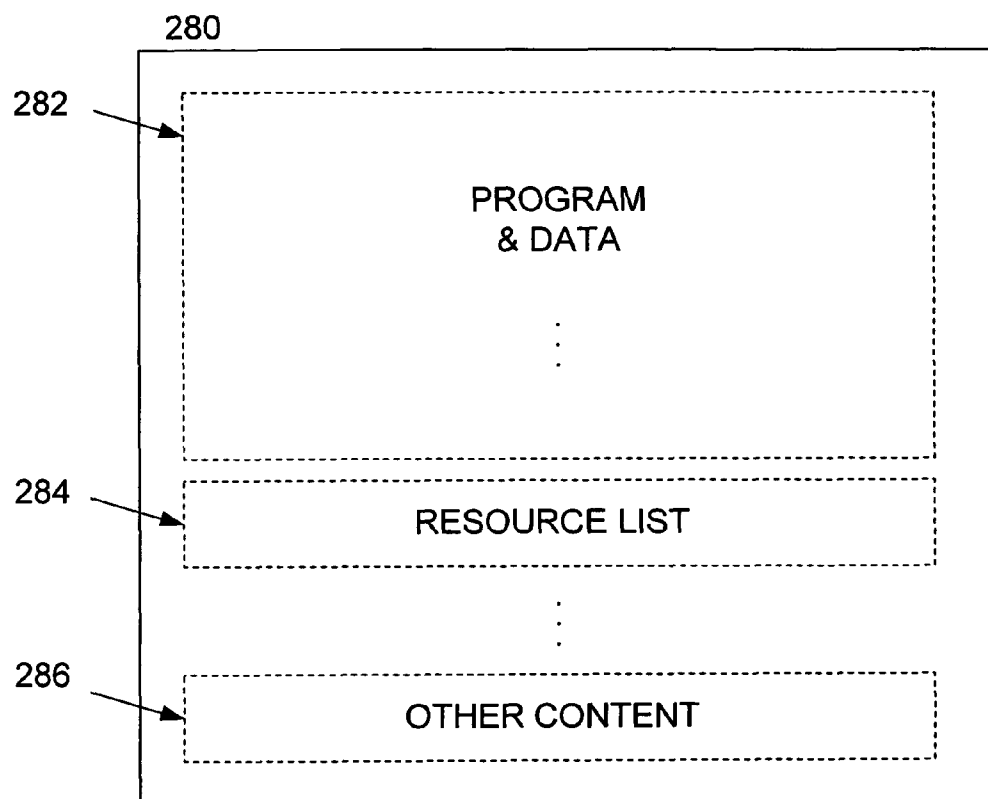 280
282
PROGRAM
& DATA
284
RESOURCE LIST
286
OTHER CONTENT